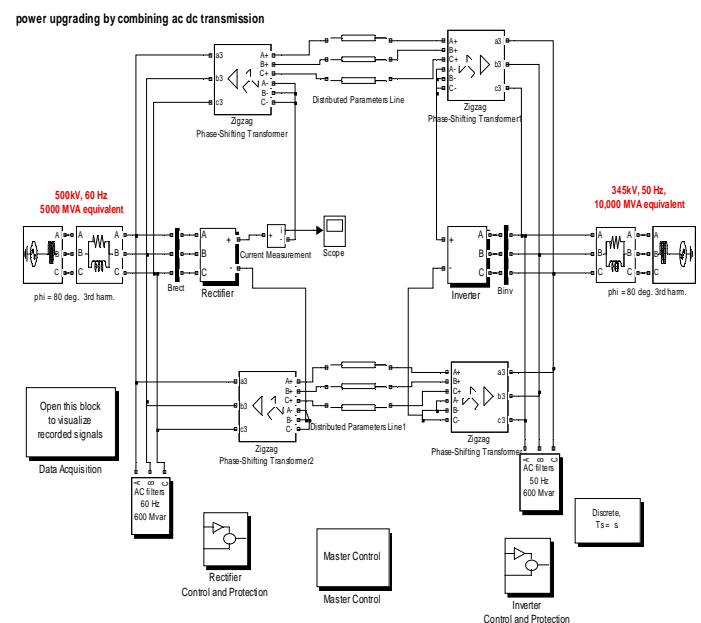 power upgrading by combining ac dc transmission
a3
b3
c3
A+
B+
C+
A-
B-
C-
Zigzag
Phase-Shifting Transformer
Distributed Parameters Line
A+
B+
C+
A-
B-
C-
a3
b3
c3
Zigzag
Phase-Shifting Transformer1
500kV, 60 Hz
5000 MVA equivalent
345kV, 50 Hz,
10,000 MVA equivalent
A
B
C
A
B
C
phi = 80 deg. 3rd harm.
Brect
A
B
C
+
-
Rectifier
+
i
-
Current Measurement
Scope
+
-
A
B
C
Inverter
Binv
A
B
C
A
B
C
phi = 80 deg. 3rd harm.
a3
b3
c3
A+
B+
C+
A-
B-
C-
Zigzag
Phase-Shifting Transformer2
Distributed Parameters Line1
A+
B+
C+
A-
B-
C-
a3
b3
c3
Zigzag
Phase-Shifting Transformer
Open this block
to visualize
recorded signals
Data Acquisition
A
B
C
AC filters
60 Hz
600 Mvar
A
B
C
AC filters
50 Hz
600 Mvar
Discrete,
Ts = s.
Rectifier
Control and Protection
Master Control
Master Control
Inverter
Control and Protection